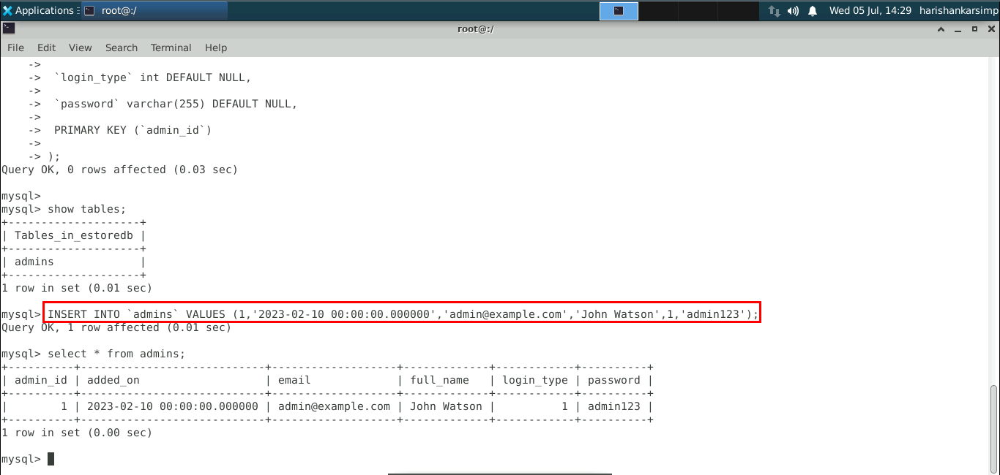 Applications root@:/ Wed 05 Jul, 14:29 harishankarsimp
root@:/
File Edit View Search Terminal Help
    ->
    ->  `login_type` int DEFAULT NULL,
    ->
    ->  `password` varchar(255) DEFAULT NULL,
    ->
    ->  PRIMARY KEY (`admin_id`)
    ->
    -> );
Query OK, 0 rows affected (0.03 sec)

mysql>
mysql> show tables;
+--------------------+
| Tables_in_estoredb |
+--------------------+
| admins             |
+--------------------+
1 row in set (0.01 sec)

mysql> INSERT INTO `admins` VALUES (1,'2023-02-10 00:00:00.000000','admin@example.com','John Watson',1,'admin123');
Query OK, 1 row affected (0.01 sec)

mysql> select * from admins;
+----------+----------------------------+-------------------+-------------+------------+----------+
| admin_id | added_on                   | email             | full_name   | login_type | password |
+----------+----------------------------+-------------------+-------------+------------+----------+
|        1 | 2023-02-10 00:00:00.000000 | admin@example.com | John Watson |          1 | admin123 |
+----------+----------------------------+-------------------+-------------+------------+----------+
1 row in set (0.00 sec)

mysql>